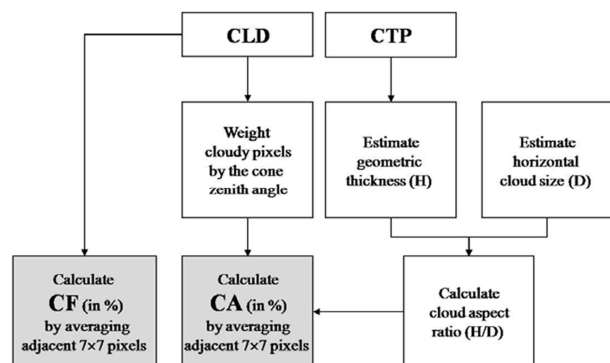 CLD
CTP
Weight
cloudy pixels
by the cone
zenith angle
Estimate
geometric
thickness (H)
Estimate
horizontal
cloud size (D)
Calculate
CF (in %)
by averaging
adjacent 7×7 pixels
Calculate
CA (in %)
by averaging
adjacent 7×7 pixels
Calculate
cloud aspect
ratio (H/D)